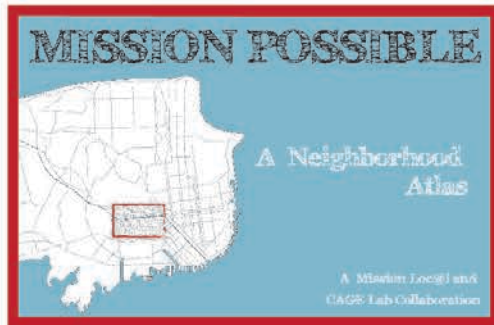 MISSION POSSIBLE
A Neighborhood
Atlas
A Mission Loc@l and
CAGE Lab Collaboration